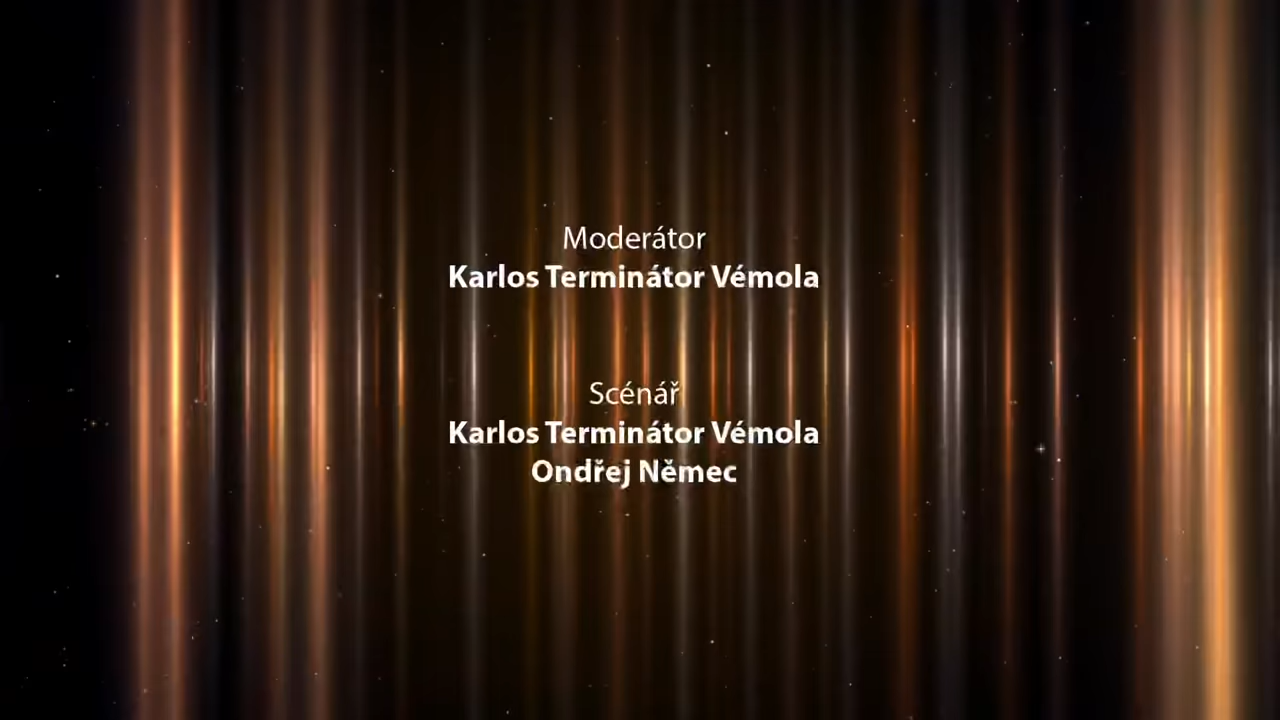 Moderátor
Karlos Terminátor Vémola
Scénář
Karlos Terminátor Vémola
Ondřej Němec